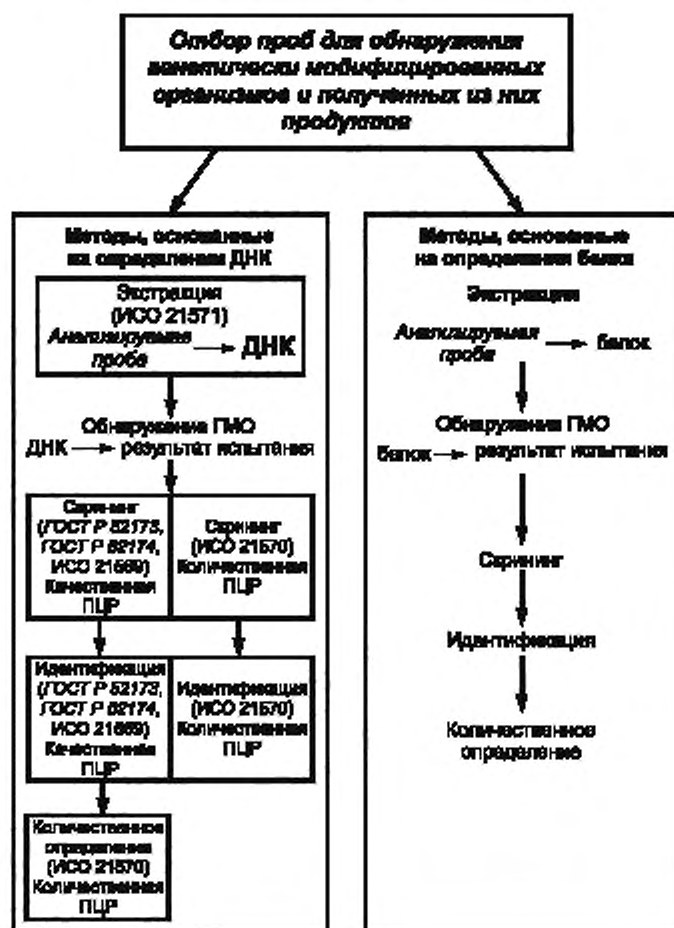 Отбор проб для обнаружения
генетически модифицированных
организмов и полученных из них
продуктов
Методы, основанные
на определении ДНК
Экстракция
(ИСО 21571)
Анализируемая
проба → ДНК
Обнаружение ГМО
ДНК → результат испытания
Скрининг
(ГОСТ Р 52173,
ГОСТ Р 52174,
ИСО 21569)
Качественная
ПЦР
Скрининг
(ИСО 21570)
Количественная
ПЦР
Идентификация
(ГОСТ Р 52173,
ГОСТ Р 52174,
ИСО 21569)
Качественная
ПЦР
Идентификация
(ИСО 21570)
Количественная
ПЦР
Количественное
определение
(ИСО 21570)
Количественная
ПЦР
Методы, основанные
на определении белка
Экстракция
Анализируемая
проба → белок
Обнаружение ГМО
белок → результат испытания
Скрининг
Идентификация
Количественное
определение